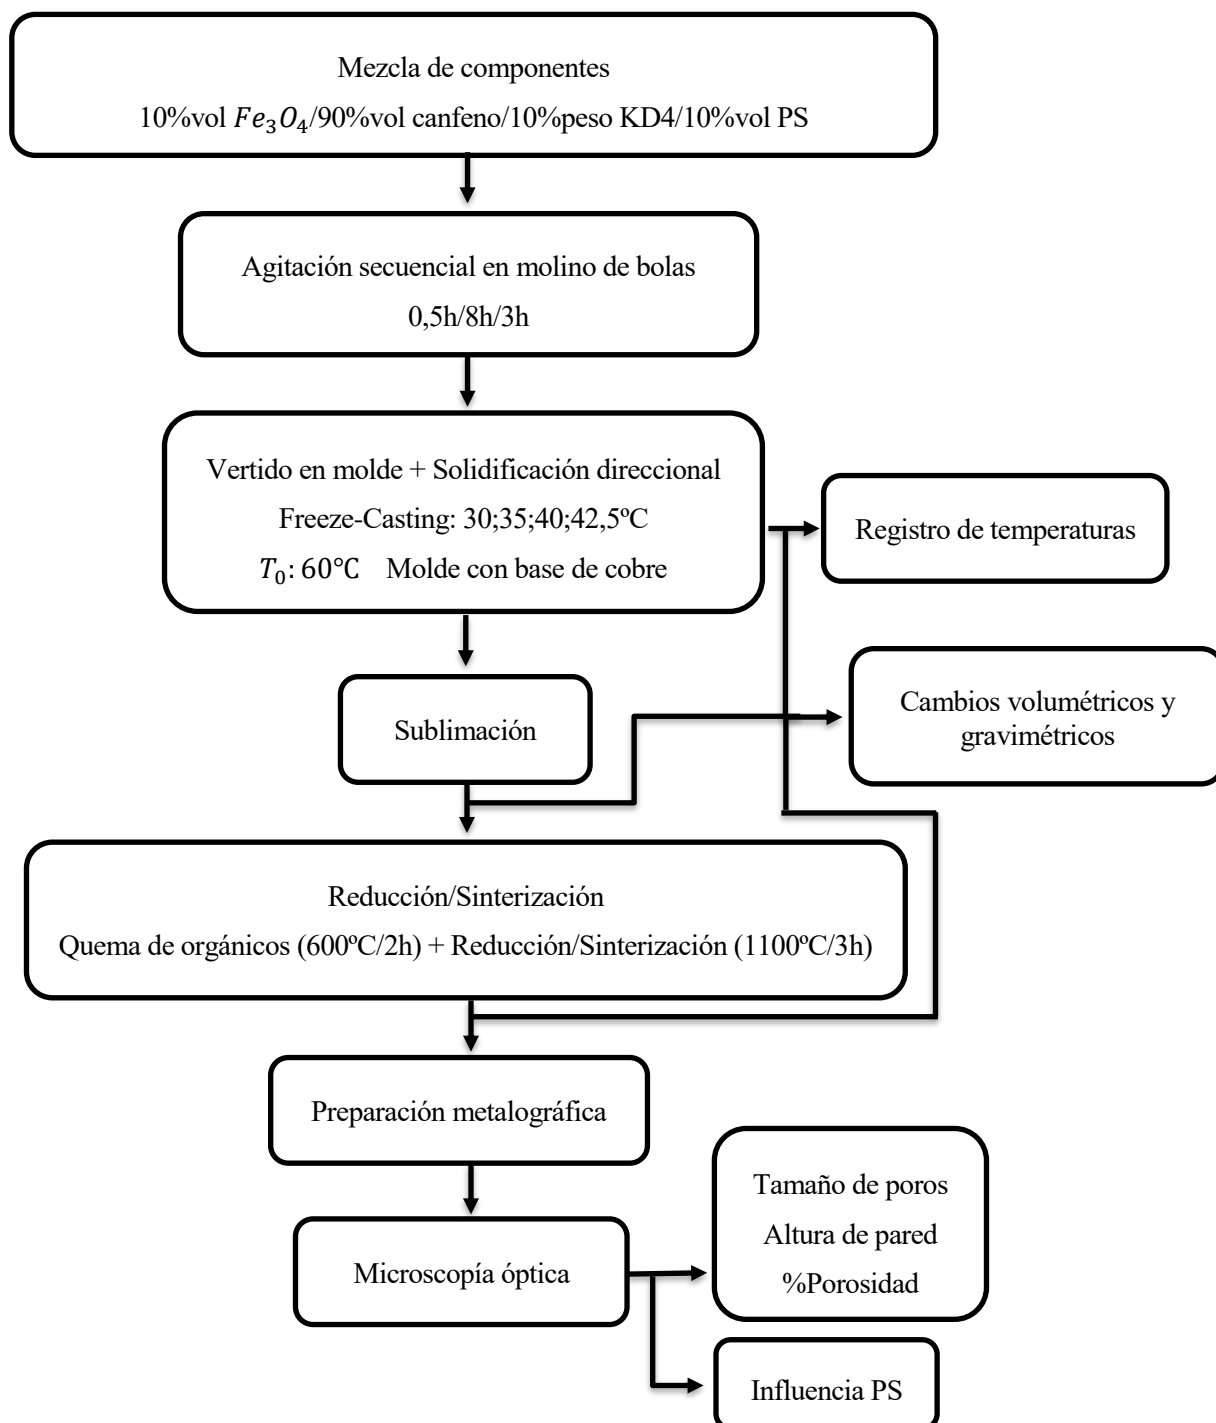 Mezcla de componentes
10%vol Fe₃O₄/90%vol canfeno/10%peso KD4/10%vol PS
Agitación secuencial en molino de bolas
0,5h/8h/3h
Vertido en molde + Solidificación direccional
Freeze-Casting: 30;35;40;42,5ºC
T₀: 60°C Molde con base de cobre
Registro de temperaturas
Sublimación
Cambios volumétricos y
gravimétricos
Reducción/Sinterización
Quema de orgánicos (600ºC/2h) + Reducción/Sinterización (1100ºC/3h)
Preparación metalográfica
Microscopía óptica
Tamaño de poros
Altura de pared
%Porosidad
Influencia PS